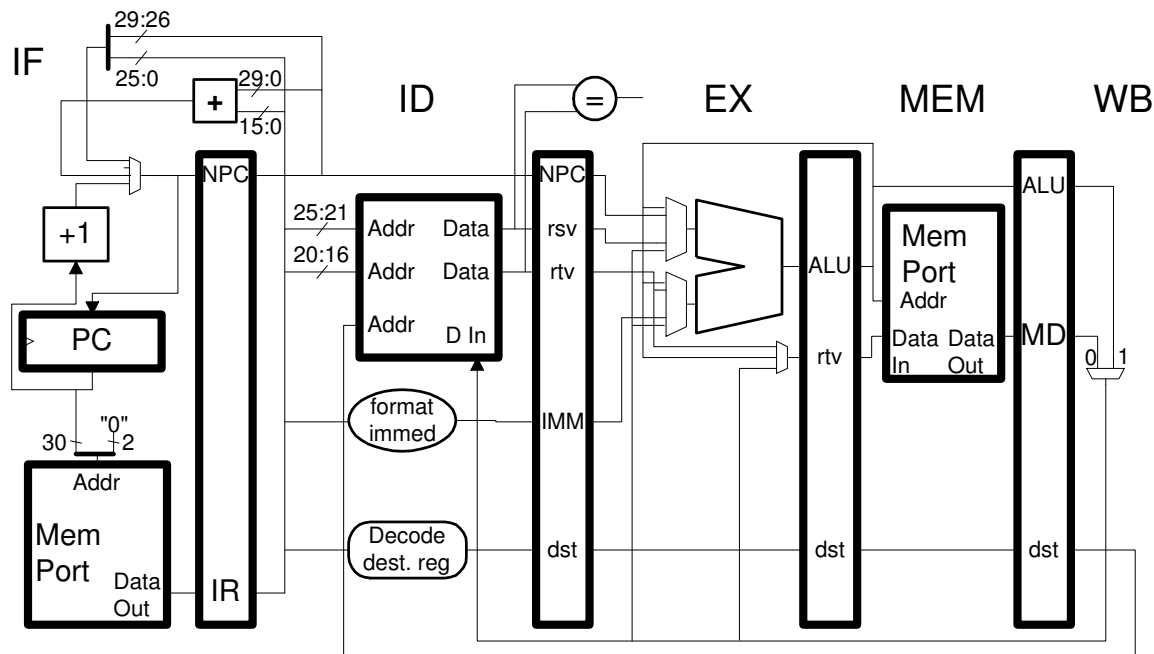 29:26
25:0
IF
29:0
+
15:0
ID
=
EX
MEM
WB
NPC
NPC
ALU
+1
25:21
20:16
Addr
Data
Addr
Data
Addr
D In
rsv
rtv
ALU
Mem
Port
Addr
Data
In
Data
Out
PC
rtv
MD
0
1
format
immed
IMM
30
"0"
2
Addr
Mem
Port
Data
Out
IR
Decode
dest. reg
dst
dst
dst